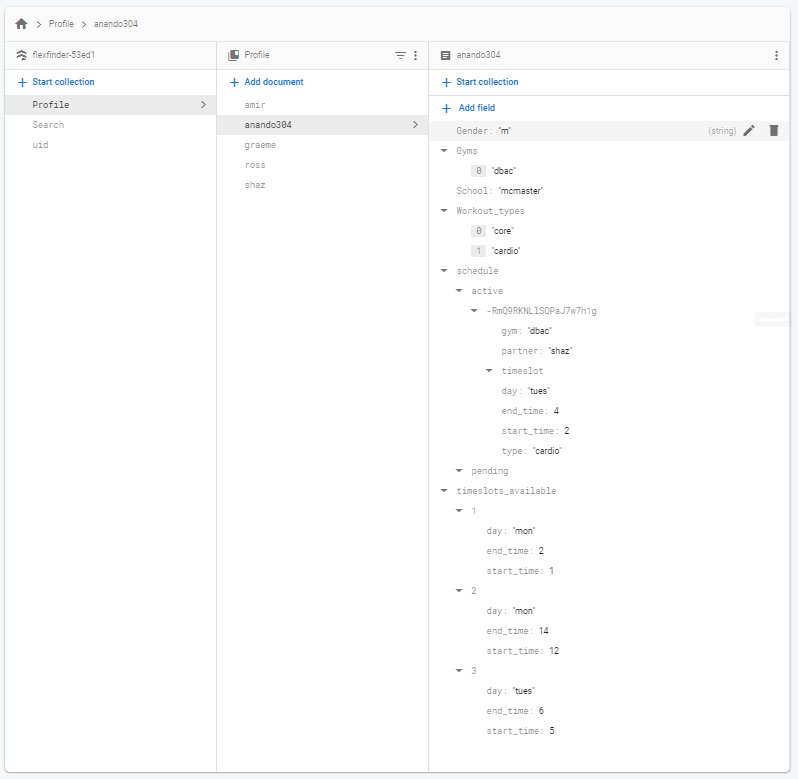 Profile > anando304
flexfinder-53ed1
Start collection
Profile
Search
uid
Profile
Add document
amir
anando304
graeme
ross
shaz
anando304
Start collection
Add field
Gender: "m" (string)
Gyms
0 "dbac"
School: "mcmaster"
Workout_types
0 "core"
1 "cardio"
schedule
active
-RmQ9RKNLlSQPaJ7w7h1g
gym: "dbac"
partner: "shaz"
timeslot
day: "tues"
end_time: 4
start_time: 2
type: "cardio"
pending
timeslots_available
1
day: "mon"
end_time: 2
start_time: 1
2
day: "mon"
end_time: 14
start_time: 12
3
day: "tues"
end_time: 6
start_time: 5